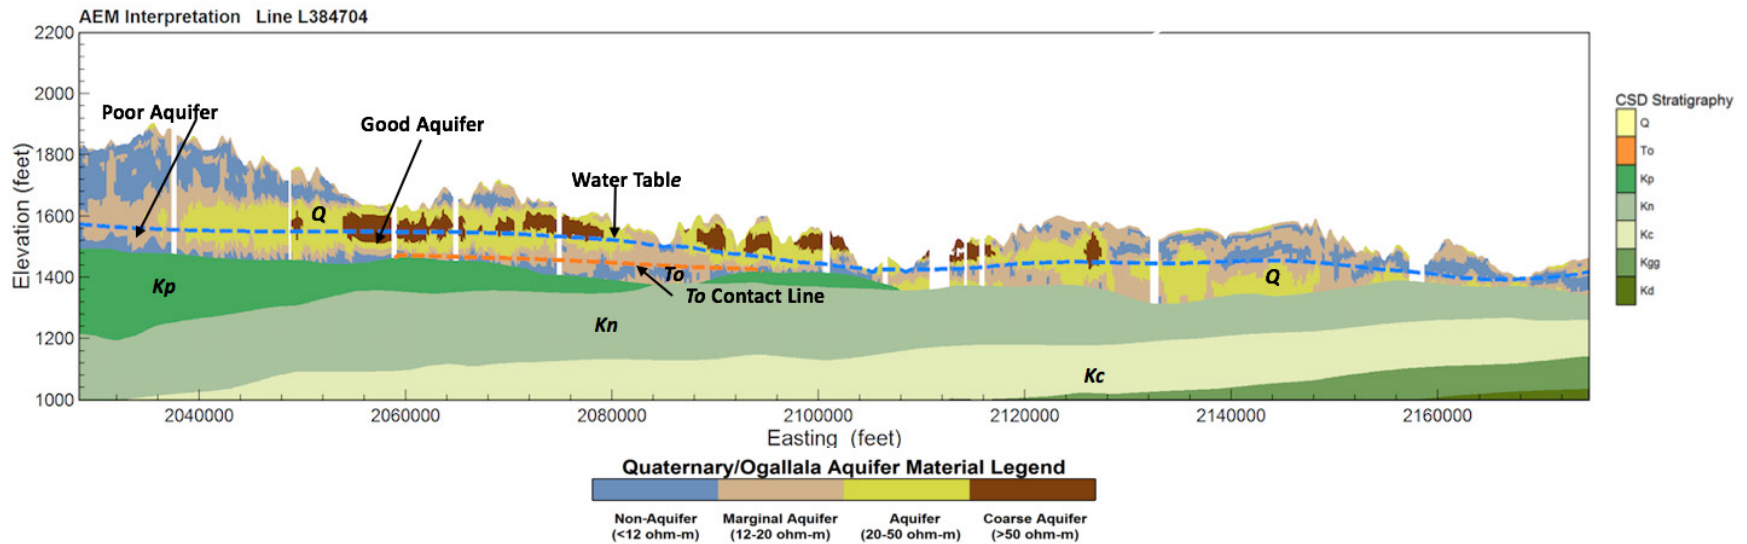 AEM Interpretation Line L384704
2200
2000
1800
1600
1400
1200
1000
Elevation (feet)
Poor Aquifer
Good Aquifer
Water Table
Q
To
To Contact Line
Kp
Kn
Q
Kc
2040000 2060000 2080000 2100000 2120000 2140000 2160000
Easting (feet)
CSD Stratigraphy
Q
To
Kp
Kn
Kc
Kgg
Kd
Quaternary/Ogallala Aquifer Material Legend
Non-Aquifer Marginal Aquifer Aquifer Coarse Aquifer
(<12 ohm-m) (12-20 ohm-m) (20-50 ohm-m) (>50 ohm-m)